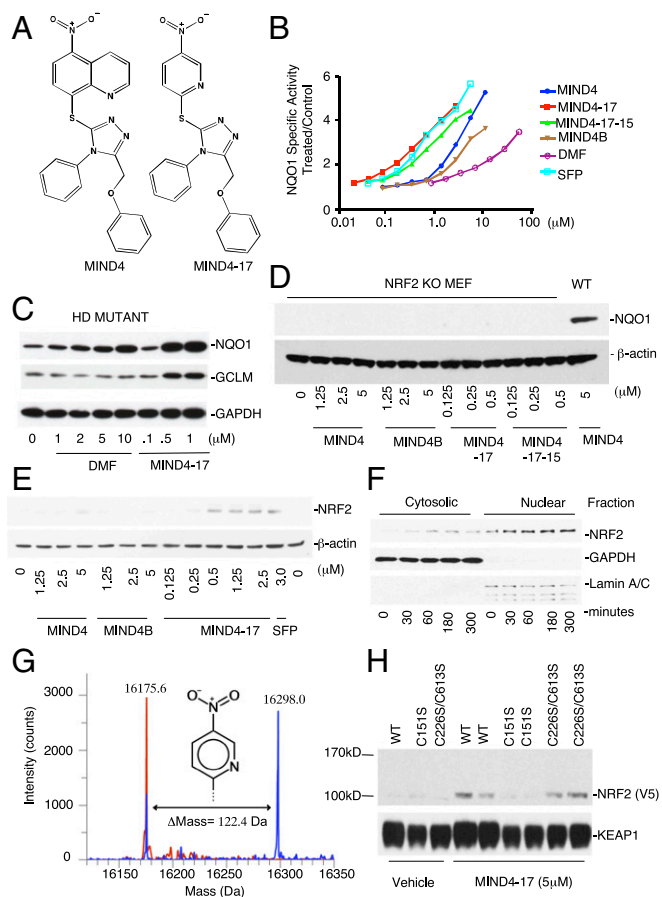 A
O⁻
O
N⁺
N
S
N
N
N
O
MIND4
O⁻
O
N⁺
N
S
N
N
N
O
MIND4-17
B
NQO1 Specific Activity
Treated/Control
6
4
2
0
0.01
0.1
1.0
10
100
(μM)
MIND4
MIND4-17
MIND4-17-15
MIND4B
DMF
SFP
C
HD MUTANT
-NQO1
-GCLM
-GAPDH
0 1 2 5 10 .1 .5 1 (μM)
DMF MIND4-17
D
NRF2 KO MEF WT
-NQO1
- β-actin
0 1.25 2.5 5 1.25 2.5 5 0.125 0.25 0.5 0.125 0.25 0.5 5 (μM)
MIND4 MIND4B MIND4 MIND4 MIND4
-17 -17-15
E
-NRF2
-β-actin
0 1.25 2.5 5 1.25 2.5 5 0 0.125 0.25 0.5 1.25 2.5 3.0 0 (μM)
MIND4 MIND4B MIND4-17 SFP
F
Cytosolic Nuclear Fraction
-NRF2
-GAPDH
-Lamin A/C
-minutes
0 30 60 180 300 0 30 60 180 300
G
Intensity (counts)
3000
2000
1000
0
16175.6
16298.0
O⁻
N⁺
O
N
ΔMass= 122.4 Da
16150 16200 16250 16300 16350
Mass (Da)
H
WT C151S C226S/C613S WT WT C151S C151S C226S/C613S C226S/C613S
170kD
100kD
-NRF2 (V5)
-KEAP1
Vehicle MIND4-17 (5μM)